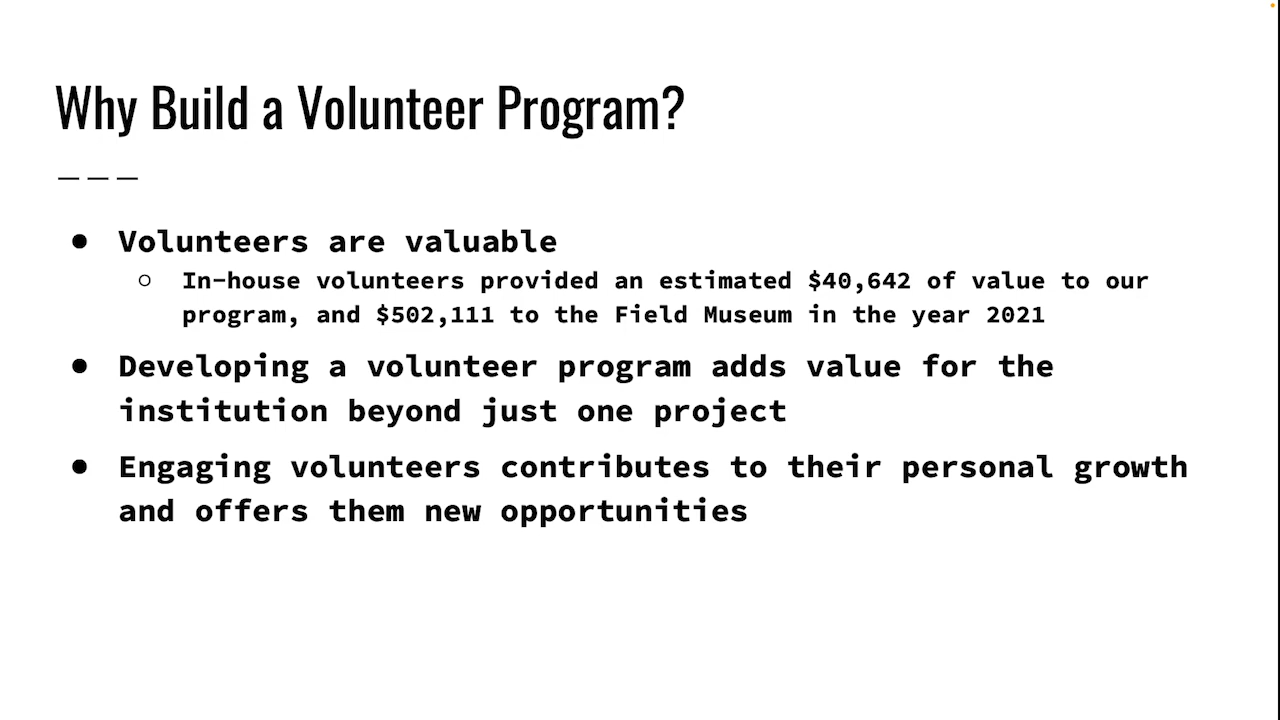 Why Build a Volunteer Program?
● Volunteers are valuable
○ In-house volunteers provided an estimated $40,642 of value to our
program, and $502,111 to the Field Museum in the year 2021
● Developing a volunteer program adds value for the
institution beyond just one project
● Engaging volunteers contributes to their personal growth
and offers them new opportunities